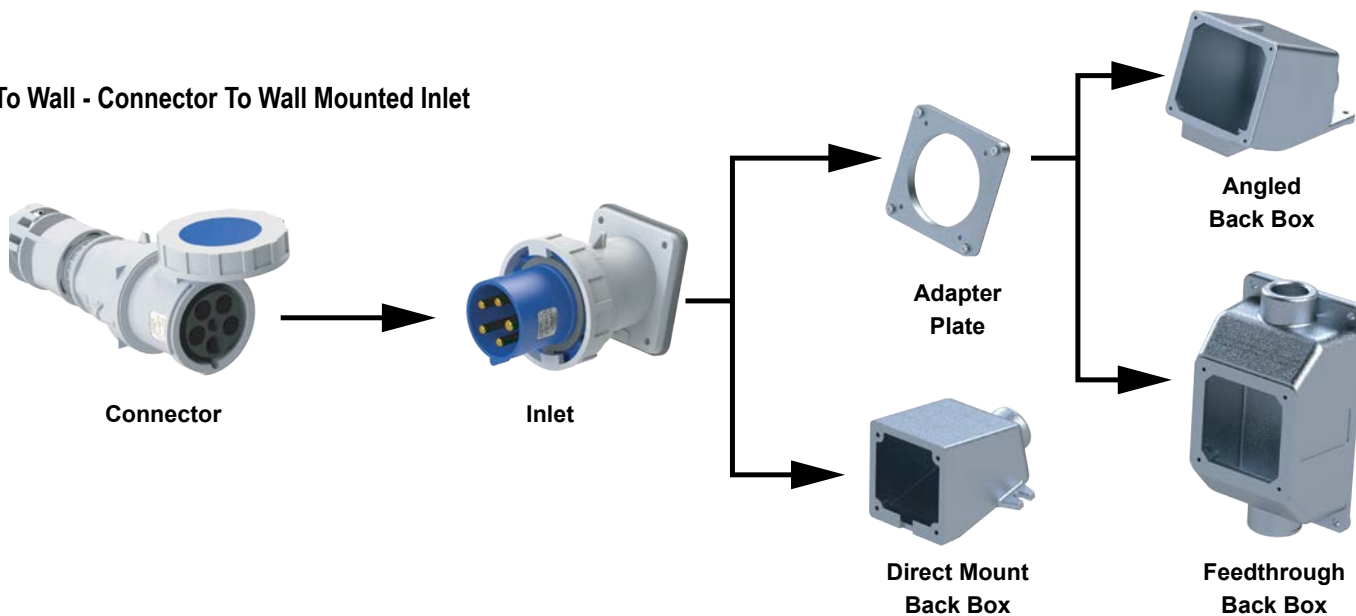 To Wall - Connector To Wall Mounted Inlet
Connector
Inlet
Adapter
Plate
Angled
Back Box
Direct Mount
Back Box
Feedthrough
Back Box